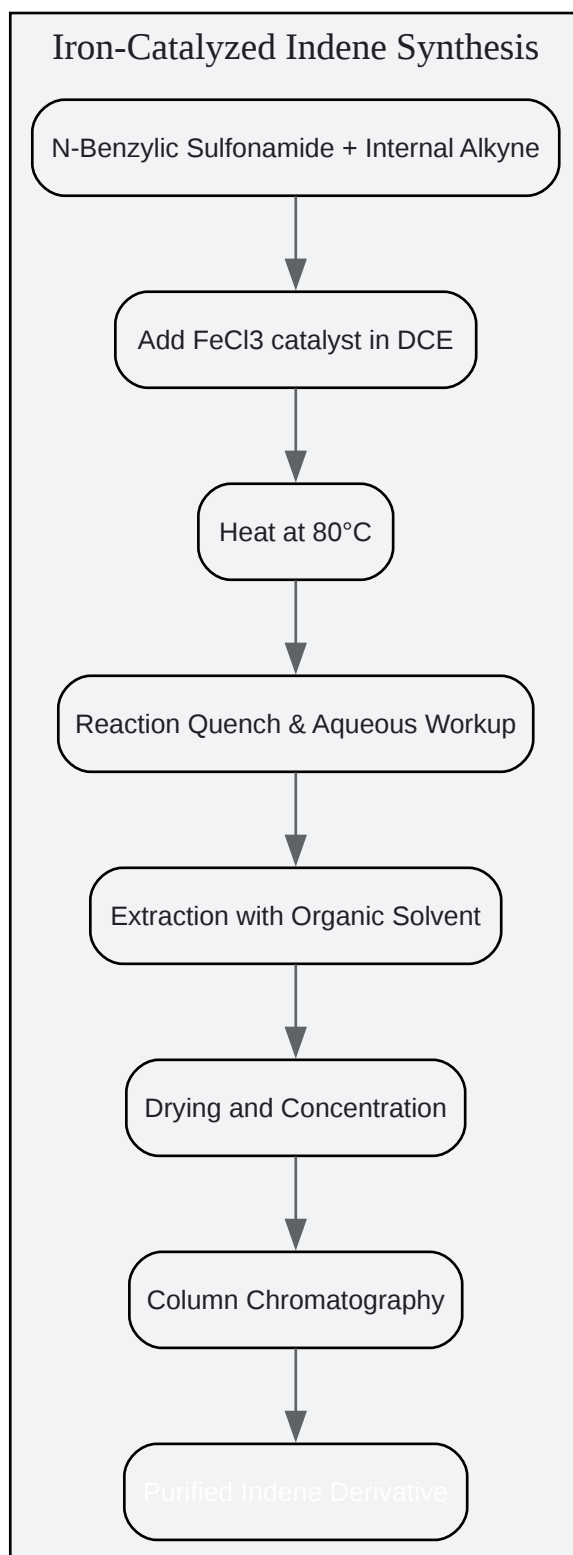 Iron-Catalyzed Indene Synthesis
N-Benzylic Sulfonamide + Internal Alkyne
Add FeCl3 catalyst in DCE
Heat at 80°C
Reaction Quench & Aqueous Workup
Extraction with Organic Solvent
Drying and Concentration
Column Chromatography
Purified Indene Derivative